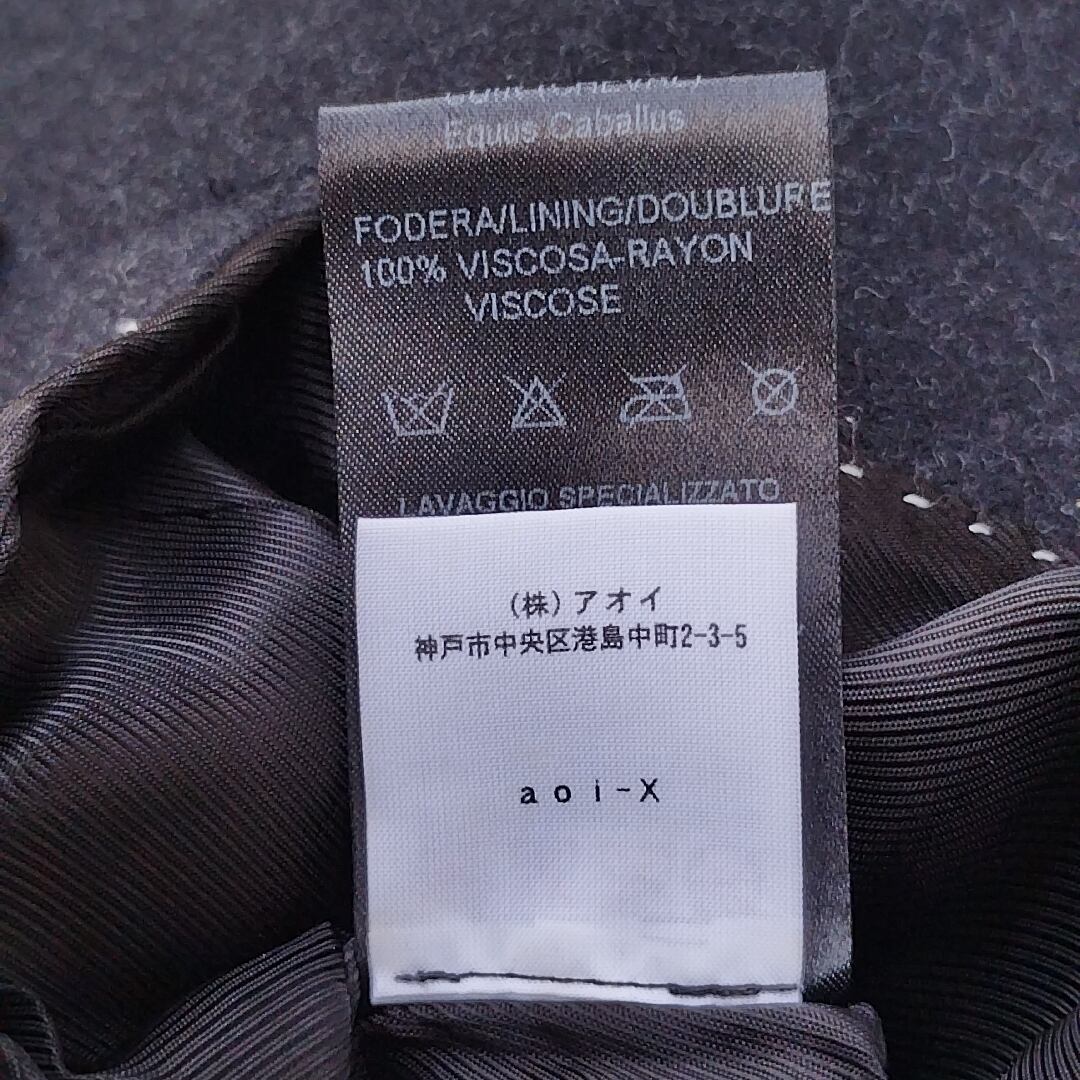 Equus Caballus
FODERA/LINING/DOUBLURE
100% VISCOSA-RAYON
VISCOSE
LAVAGGIO SPECIALIZZATO
(株)アオイ
神戸市中央区港島中町2-3-5
aoi-X